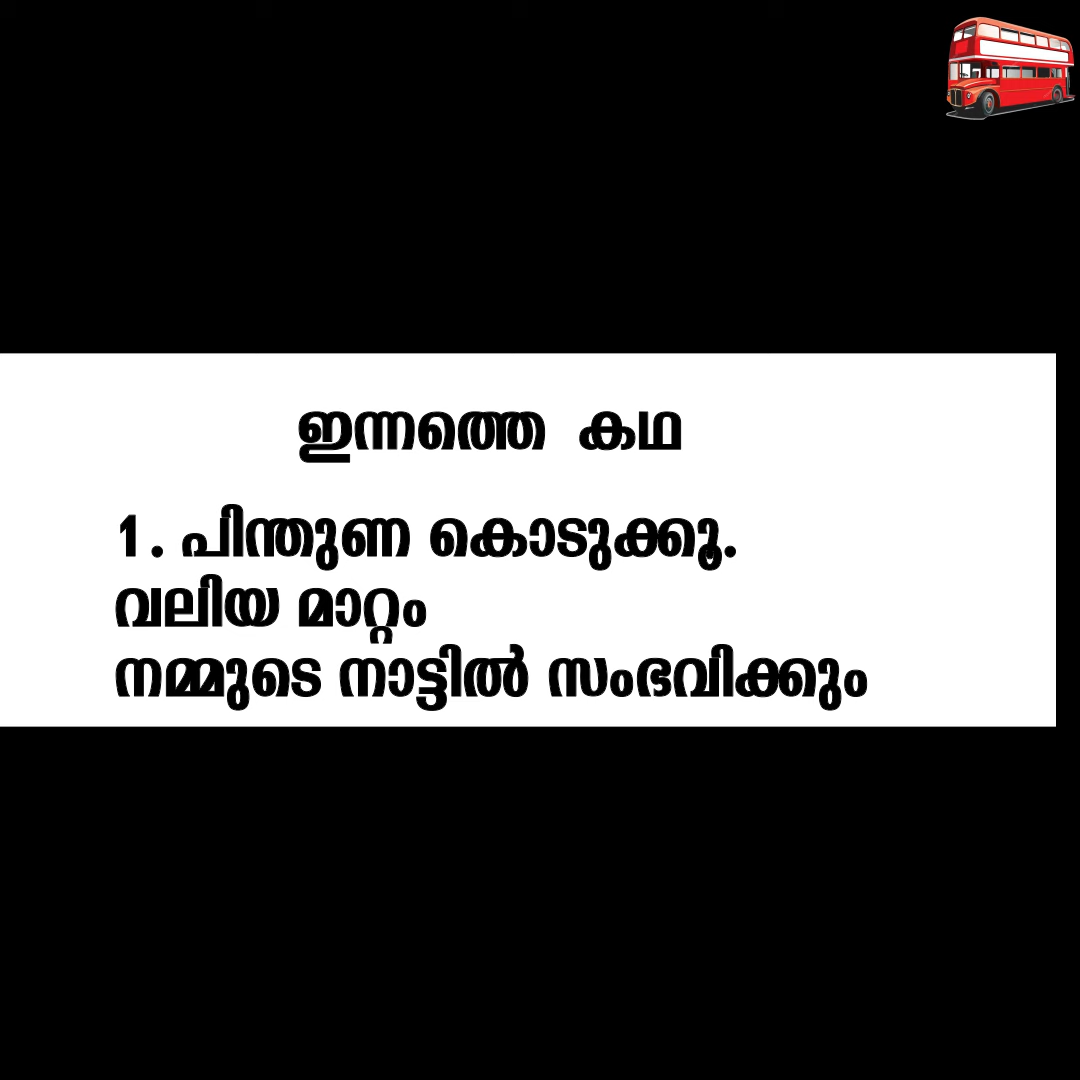 ഇന്നത്തെ കഥ
1. പിന്തുണ കൊടുക്കൂ.
വലിയ മാറ്റം
നമ്മുടെ നാട്ടിൽ സംഭവിക്കും